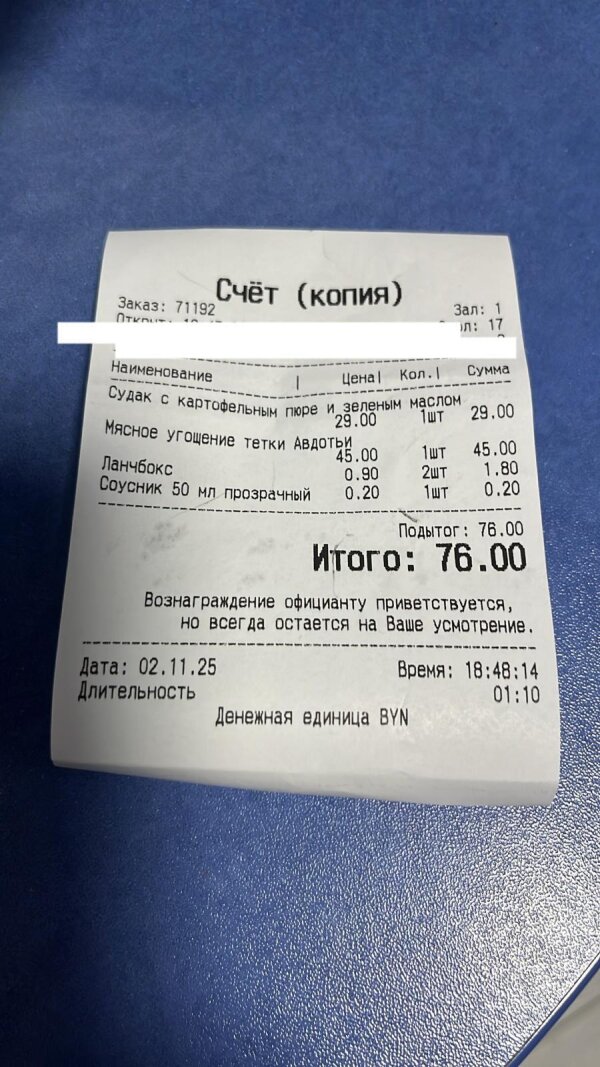 Счёт (копия)
Заказ: 71192 Зал: 1
17
Наименование | Цена| Кол.| Сумма
Судак с картофельным пюре и зеленым маслом
29.00 1шт 29.00
Мясное угощение тетки Авдотьи
45.00 1шт 45.00
Ланчбокс 0.90 2шт 1.80
Соусник 50 мл прозрачный 0.20 1шт 0.20
Подытог: 76.00
Итого: 76.00
Вознаграждение официанту приветствуется,
но всегда остается на Ваше усмотрение.
Дата: 02.11.25 Время: 18:48:14
Длительность 01:10
Денежная единица BYN